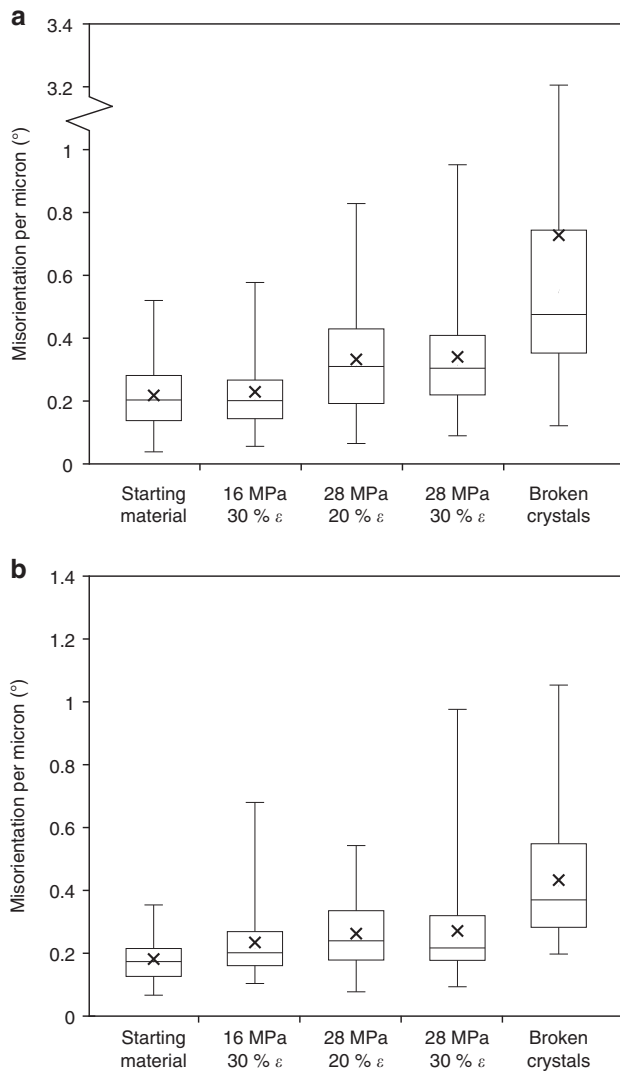 a
3.4
3.2
1
0.8
0.6
0.4
0.2
0
Misorientation per micron (°)
Starting material
16 MPa 30 % ε
28 MPa 20 % ε
28 MPa 30 % ε
Broken crystals
b
1.4
1.2
1
0.8
0.6
0.4
0.2
0
Misorientation per micron (°)
Starting material
16 MPa 30 % ε
28 MPa 20 % ε
28 MPa 30 % ε
Broken crystals